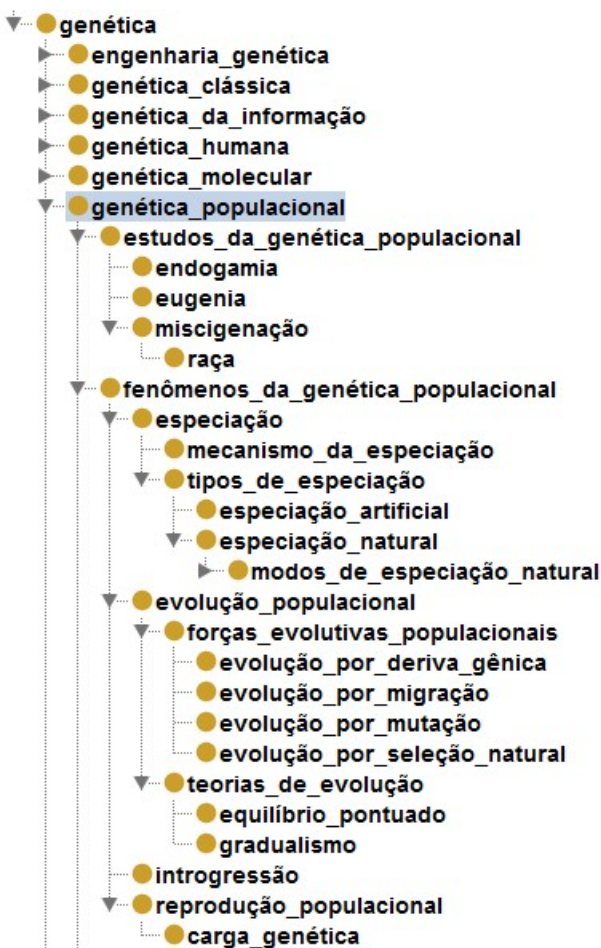 genética
engenharia_genética
genética_clássica
genética_da_informação
genética_humana
genética_molecular
genética_populacional
estudos_da_genética_populacional
endogamia
eugenia
miscigenação
raça
fenômenos_da_genética_populacional
especiação
mecanismo_da_especiação
tipos_de_especiação
especiação_artificial
especiação_natural
modos_de_especiação_natural
evolução_populacional
forças_evolutivas_populacionais
evolução_por_deriva_gênica
evolução_por_migração
evolução_por_mutação
evolução_por_seleção_natural
teorias_de_evolução
equilíbrio_pontuado
gradualismo
introgressão
reprodução_populacional
carga_genética